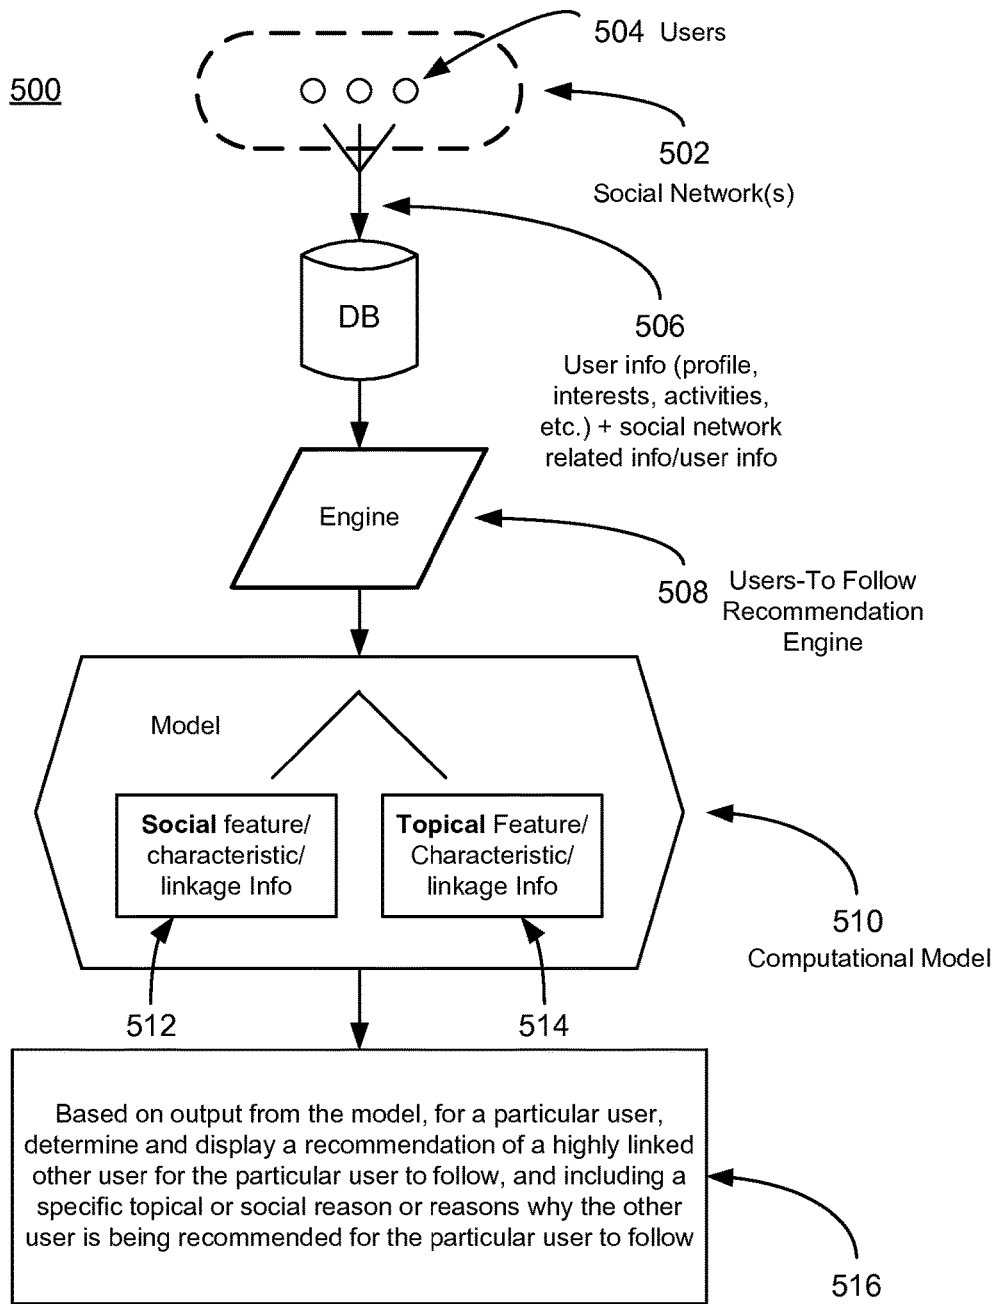 504 Users
500
502
Social Network(s)
DB
506
User info (profile,
interests, activities,
etc.) + social network
related info/user info
Engine
508 Users-To Follow
Recommendation
Engine
Model
Social feature/
characteristic/
linkage Info
Topical Feature/
Characteristic/
linkage Info
510
Computational Model
512
514
Based on output from the model, for a particular user,
determine and display a recommendation of a highly linked
other user for the particular user to follow, and including a
specific topical or social reason or reasons why the other
user is being recommended for the particular user to follow
516